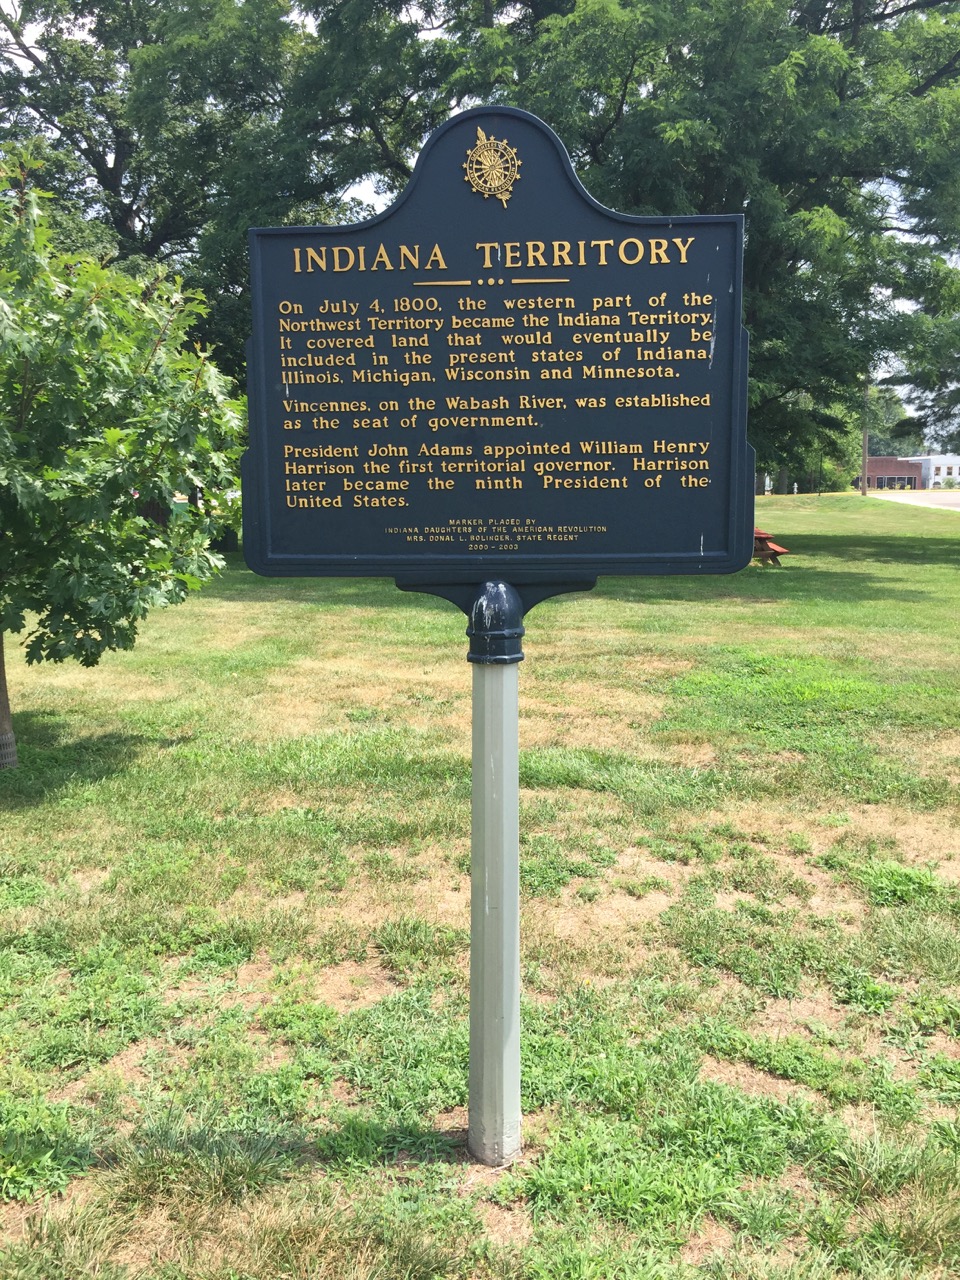 INDIANA TERRITORY
On July 4, 1800, the western part of the
Northwest Territory became the Indiana Territory.
It covered land that would eventually be
included in the present states of Indiana,
Illinois, Michigan, Wisconsin and Minnesota.
Vincennes, on the Wabash River, was established
as the seat of government.
President John Adams appointed William Henry
Harrison the first territorial governor. Harrison
later became the ninth President of the
United States.
MARKER PLACED BY
INDIANA DAUGHTERS OF THE AMERICAN REVOLUTION
MRS. DONAL L. BOLINGER, STATE REGENT
2000 - 2003